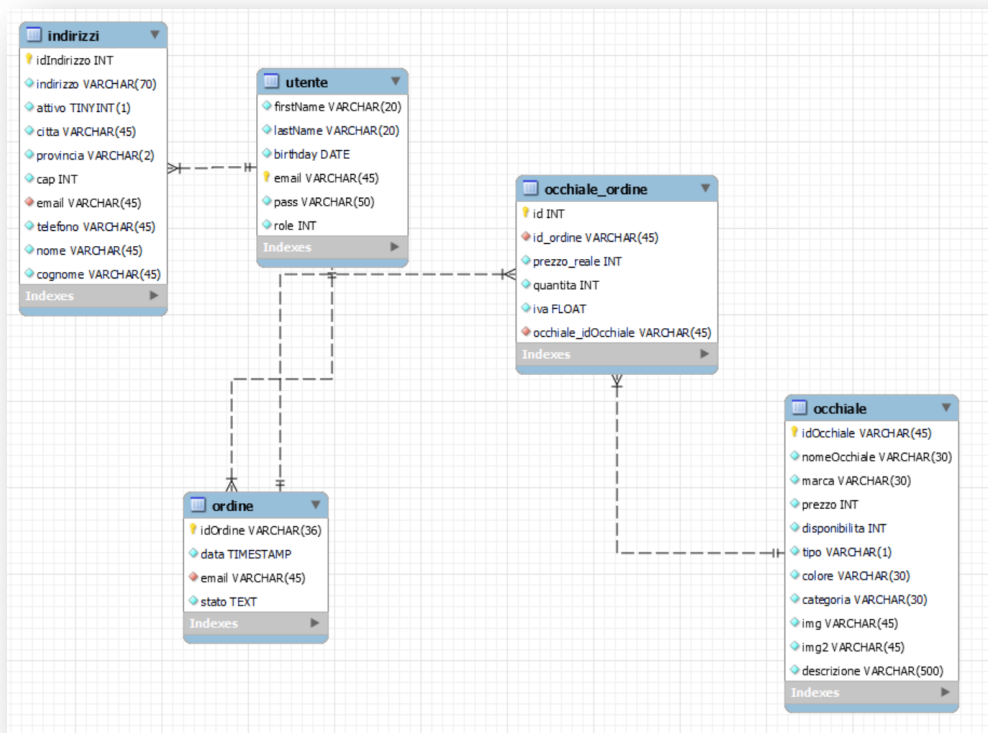 indirizzi
idIndirizzo INT
indirizzo VARCHAR(70)
attivo TINYINT(1)
citta VARCHAR(45)
provincia VARCHAR(2)
cap INT
email VARCHAR(45)
telefono VARCHAR(45)
nome VARCHAR(45)
cognome VARCHAR(45)
Indexes
utente
firstName VARCHAR(20)
lastName VARCHAR(20)
birthday DATE
email VARCHAR(45)
pass VARCHAR(50)
role INT
Indexes
occhiale_ordine
id INT
id_ordine VARCHAR(45)
prezzo_reale INT
quantita INT
iva FLOAT
occhiale_idOcchiale VARCHAR(45)
Indexes
ordine
idOrdine VARCHAR(36)
data TIMESTAMP
email VARCHAR(45)
stato TEXT
Indexes
occhiale
idOcchiale VARCHAR(45)
nomeOcchiale VARCHAR(30)
marca VARCHAR(30)
prezzo INT
disponibilita INT
tipo VARCHAR(1)
colore VARCHAR(30)
categoria VARCHAR(30)
img VARCHAR(45)
img2 VARCHAR(45)
descrizione VARCHAR(500)
Indexes